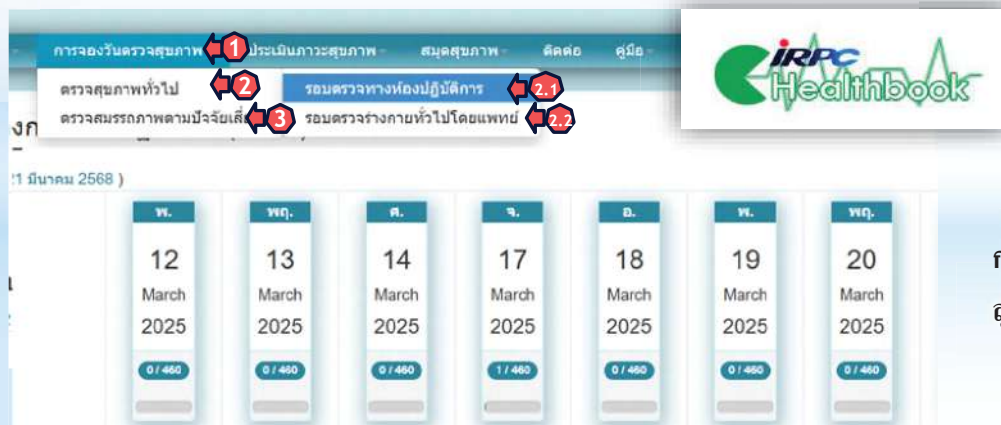 การจองวันตรวจสุขภาพ 1 ประเมินภาวะสุขภาพ สมุดสุขภาพ ติดต่อ คู่มือ
iRPC
Healthbook
ตรวจสุขภาพทั่วไป 2 รอบตรวจทางห้องปฏิบัติการ 2.1
ตรวจสมรรถภาพตามปัจจัยเสี่ 3 รอบตรวจร่างกายทั่วไปโดยแพทย์ 2.2
21 มีนาคม 2568 )
พ. พฤ. ศ. จ. อ. พ. พฤ.
12 13 14 17 18 19 20
March March March March March March March
2025 2025 2025 2025 2025 2025 2025
0 / 460 0 / 460 0 / 460 1 / 460 0 / 460 0 / 460 0 / 460